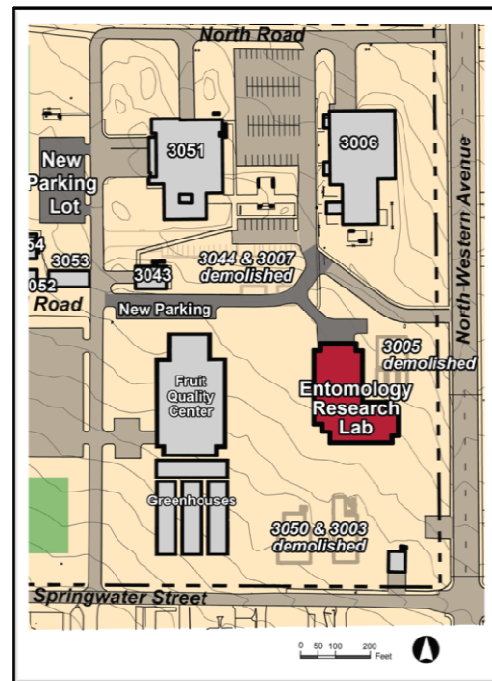 North Road
3051
3006
New
Parking
Lot
North Western Avenue
3053
3043
3044 & 3007
demolished
Road
New Parking
3005
demolished
Fruit
Quality
Center
Entomology
Research
Lab
Greenhouses
3050 & 3003
demolished
Springwater Street
0 50 100 200
Feet